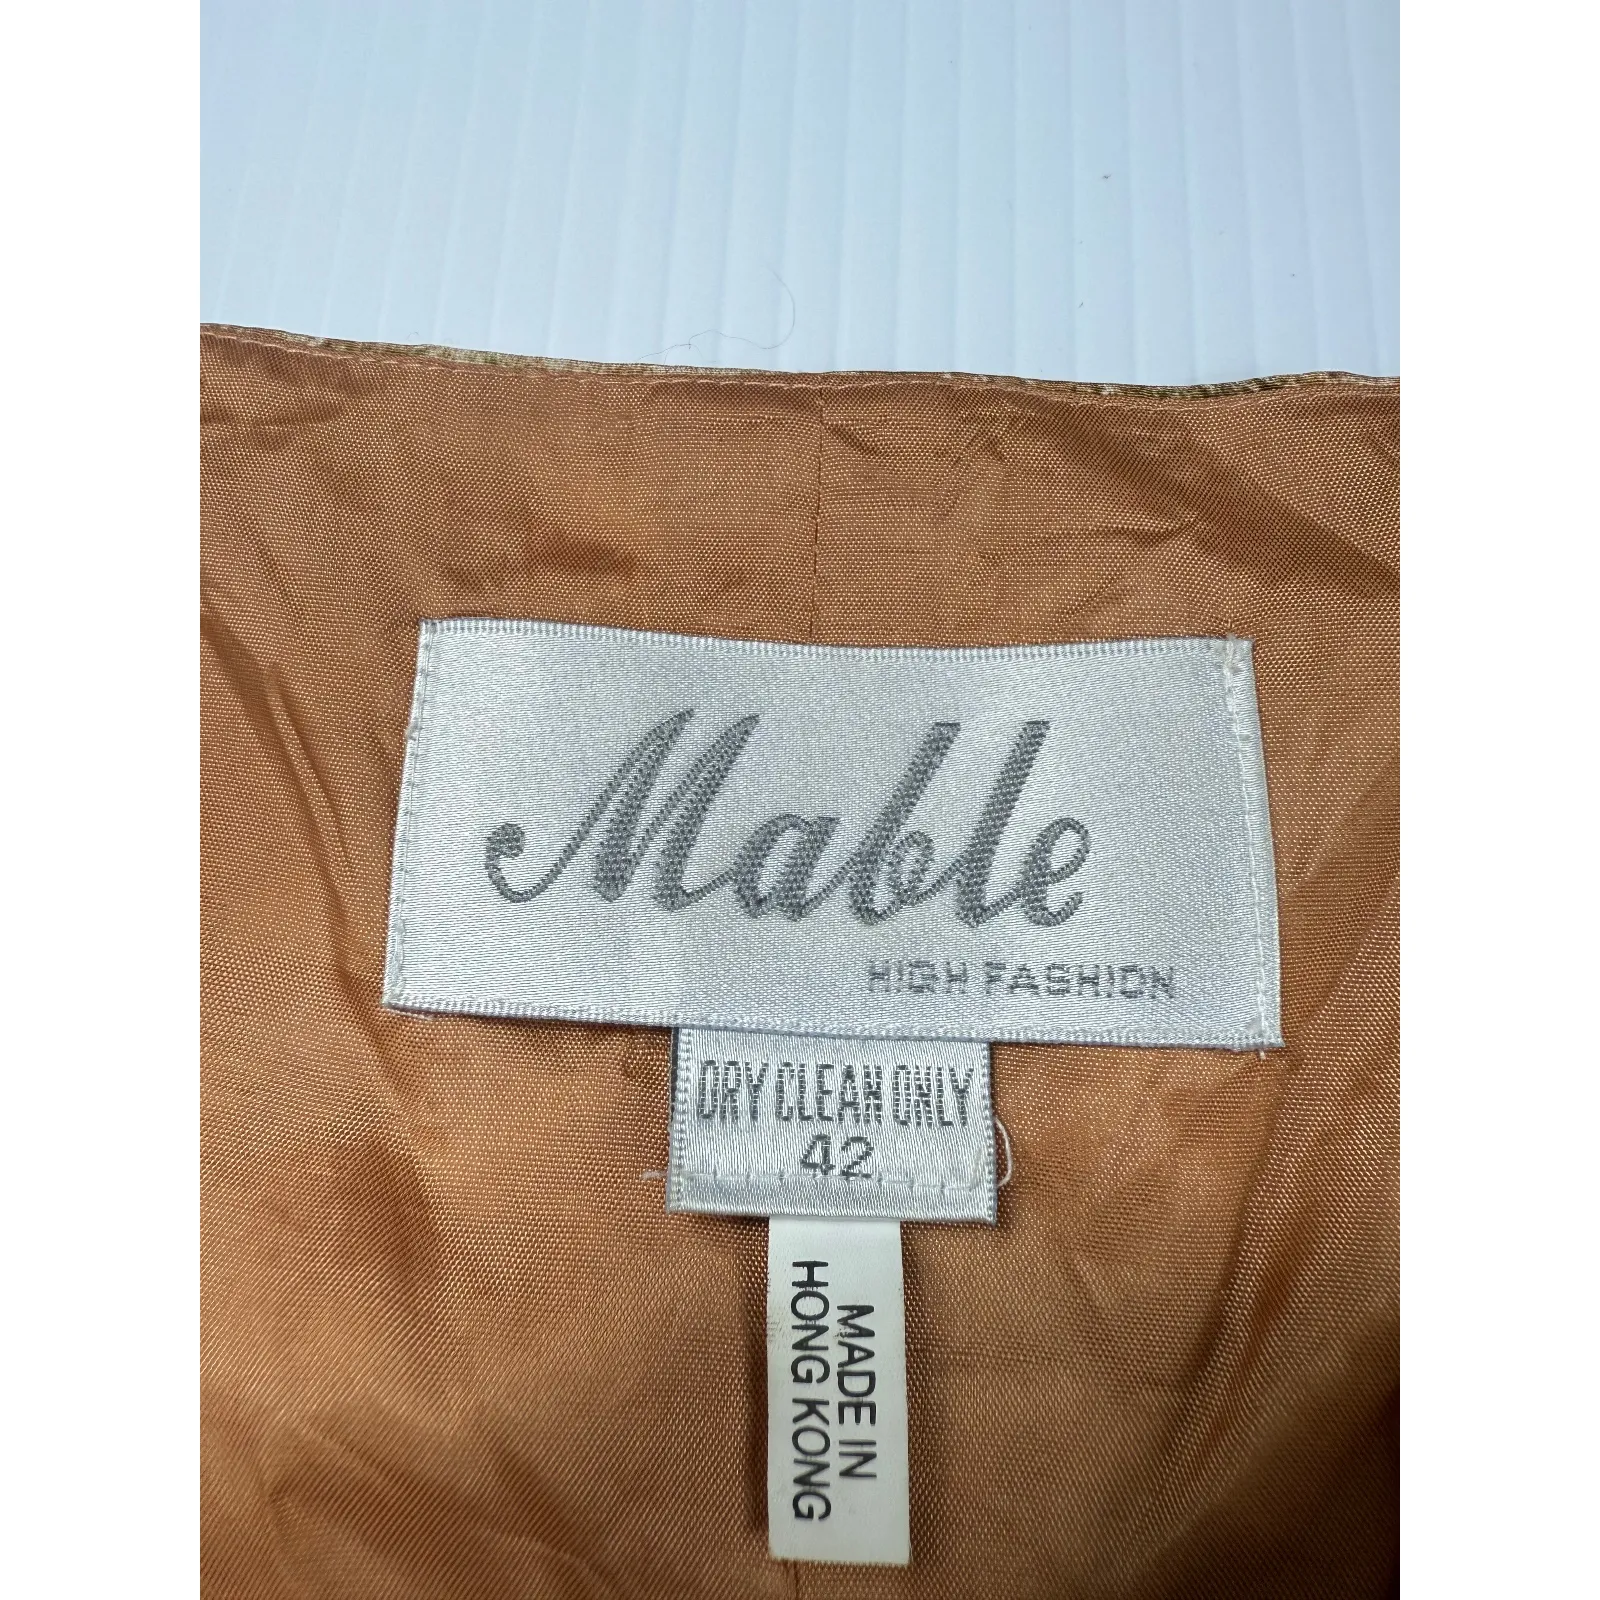 Mable
HIGH FASHION
DRY CLEAN ONLY
42
MADE IN
HONG KONG